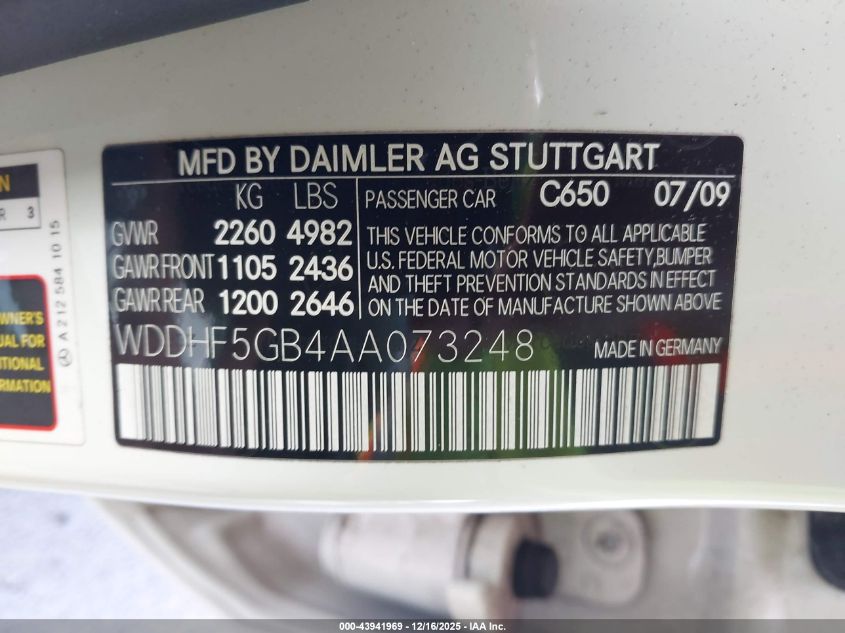 MFD BY DAIMLER AG STUTTGART
KG LBS
GVWR 2260 4982
GAWR FRONT 1105 2436
GAWR REAR 1200 2646
PASSENGER CAR C650 07/09
THIS VEHICLE CONFORMS TO ALL APPLICABLE
U.S. FEDERAL MOTOR VEHICLE SAFETY,BUMPER
AND THEFT PREVENTION STANDARDS IN EFFECT
ON THE DATE OF MANUFACTURE SHOWN ABOVE
WDDHF5GB4AA073248 MADE IN GERMANY
3
A 212 584 10 15
000-43941969 - 12/16/2025 - IAA Inc.